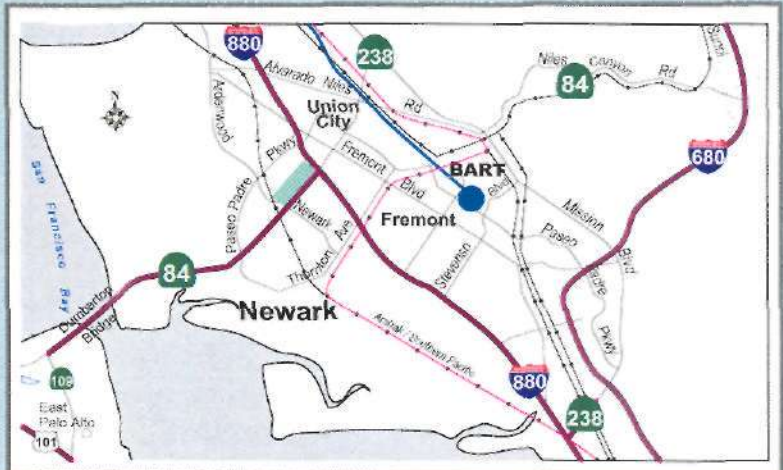 880
238
Alvarado
Niles
Rd
Niles Canyon Rd
84
Sunol
Ardenwood
Union
City
N
Pkwy
Fremont
Blvd
BART
Blvd
680
San Francisco Bay
Paseo Padre
Newark
Fremont
Mission
Blvd
Paseo
Padre
Pkwy
Thornton Ave
Stevenson
84
Dumbarton
Bridge
Newark
Amtrak / Southern Pacific
109
880
238
East
Palo Alto
101